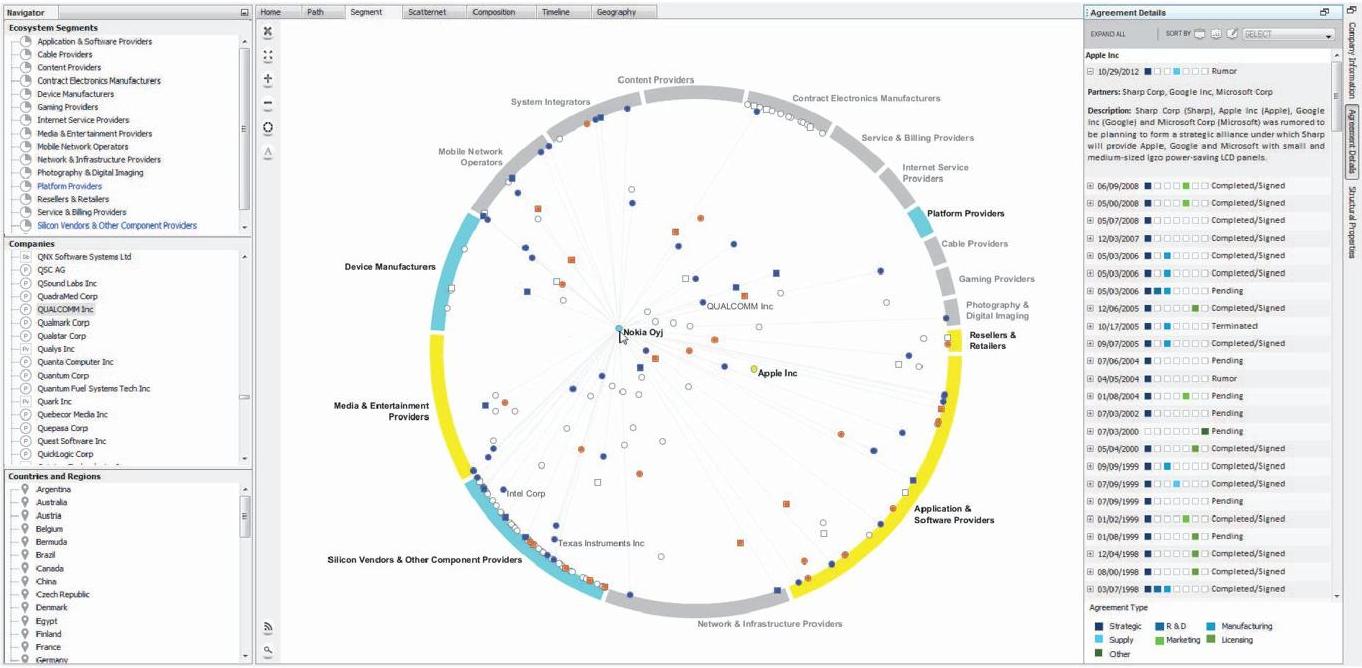 Navigator
Ecosystem Segments
Application & Software Providers
Cable Providers
Content Providers
Contract Electronics Manufacturers
Device Manufacturers
Gaming Providers
Internet Service Providers
Media & Entertainment Providers
Mobile Network Operators
Network & Infrastructure Providers
Photography & Digital Imaging
Platform Providers
Resellers & Retailers
Service & Billing Providers
Silicon Vendors & Other Component Providers
Companies
QNX Software Systems Ltd
QSC AG
QSound Labs Inc
QuadraMed Corp
QUALCOMM Inc
Qualmark Corp
Qualstar Corp
Qualys Inc
Quanta Computer Inc
Quantum Corp
Quantum Fuel Systems Tech Inc
Quark Inc
Quebecor Media Inc
Quepasa Corp
Quest Software Inc
QuickLogic Corp
Countries and Regions
Argentina
Australia
Austria
Belgium
Bermuda
Brazil
Canada
China
Czech Republic
Denmark
Egypt
Finland
France
Germany
Home Path Segment Scatternet Composition Timeline Geography
Content Providers
System Integrators
Contract Electronics Manufacturers
Service & Billing Providers
Mobile Network
Operators
Internet Service
Providers
Platform Providers
Cable Providers
Device Manufacturers
Gaming Providers
QUALCOMM Inc
Photography &
Digital Imaging
Nokia Oyj
Resellers &
Retailers
Apple Inc
Media & Entertainment
Providers
Intel Corp
Application &
Software Providers
Texas Instruments Inc
Silicon Vendors & Other Component Providers
Network & Infrastructure Providers
Agreement Details
EXPAND ALL SORT BY SELECT
Apple Inc
10/29/2012 Rumor
Partners: Sharp Corp, Google Inc, Microsoft Corp
Description: Sharp Corp (Sharp), Apple Inc (Apple), Google
Inc (Google) and Microsoft Corp (Microsoft) was rumored to
be planning to form a strategic alliance under which Sharp
will provide Apple, Google and Microsoft with small and
medium-sized Igzo power-saving LCD panels.
06/09/2008 Completed/Signed
05/00/2008 Completed/Signed
05/07/2008 Completed/Signed
12/03/2007 Completed/Signed
05/03/2006 Completed/Signed
05/03/2006 Completed/Signed
05/03/2006 Pending
12/06/2005 Completed/Signed
10/17/2005 Terminated
09/07/2005 Completed/Signed
07/06/2004 Pending
04/05/2004 Rumor
01/08/2004 Pending
07/03/2002 Pending
07/03/2000 Pending
05/04/2000 Completed/Signed
09/09/1999 Completed/Signed
07/09/1999 Completed/Signed
07/09/1999 Pending
01/02/1999 Completed/Signed
01/08/1999 Pending
12/04/1998 Completed/Signed
08/00/1998 Completed/Signed
03/07/1998 Completed/Signed
Agreement Type
Strategic R & D Manufacturing
Supply Marketing Licensing
Other
Company Information
Agreement Details
Structural Properties